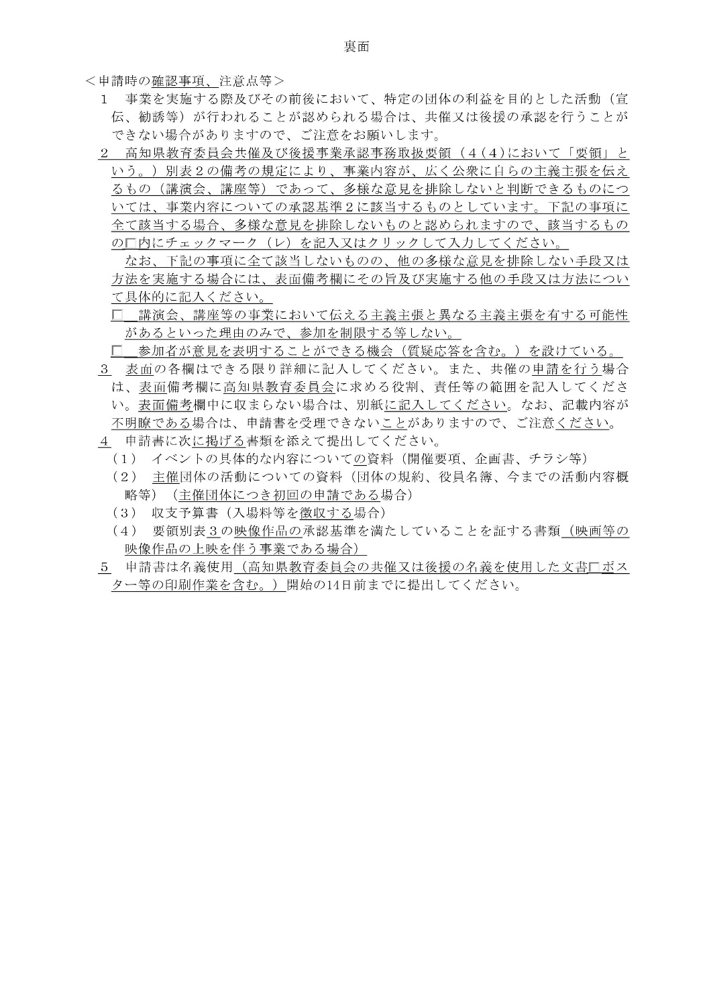 裏面
＜申請時の確認事項、注意点等＞
１　事業を実施する際及びその前後において、特定の団体の利益を目的とした活動（宣
伝、勧誘等）が行われることが認められる場合は、共催又は後援の承認を行うことが
できない場合がありますので、ご注意をお願いします。
２　高知県教育委員会共催及び後援事業承認事務取扱要領（４(４)において「要領」と
いう。）別表２の備考の規定により、事業内容が、広く公衆に自らの主義主張を伝え
るもの（講演会、講座等）であって、多様な意見を排除しないと判断できるものにつ
いては、事業内容についての承認基準２に該当するものとしています。下記の事項に
全て該当する場合、多様な意見を排除しないものと認められますので、該当するもの
の□内にチェックマーク（レ）を記入又はクリックして入力してください。
なお、下記の事項に全て該当しないものの、他の多様な意見を排除しない手段又は
方法を実施する場合には、表面備考欄にその旨及び実施する他の手段又は方法につい
て具体的に記入ください。
□　講演会、講座等の事業において伝える主義主張と異なる主義主張を有する可能性
があるといった理由のみで、参加を制限する等しない。
□　参加者が意見を表明することができる機会（質疑応答を含む。）を設けている。
３　表面の各欄はできる限り詳細に記入してください。また、共催の申請を行う場合
は、表面備考欄に高知県教育委員会に求める役割、責任等の範囲を記入してくださ
い。表面備考欄中に収まらない場合は、別紙に記入してください。なお、記載内容が
不明瞭である場合は、申請書を受理できないことがありますので、ご注意ください。
４　申請書に次に掲げる書類を添えて提出してください。
（１）　イベントの具体的な内容についての資料（開催要項、企画書、チラシ等）
（２）　主催団体の活動についての資料（団体の規約、役員名簿、今までの活動内容概
略等）（主催団体につき初回の申請である場合）
（３）　収支予算書（入場料等を徴収する場合）
（４）　要領別表３の映像作品の承認基準を満たしていることを証する書類（映画等の
映像作品の上映を伴う事業である場合）
５　申請書は名義使用（高知県教育委員会の共催又は後援の名義を使用した文書□ポス
ター等の印刷作業を含む。）開始の14日前までに提出してください。